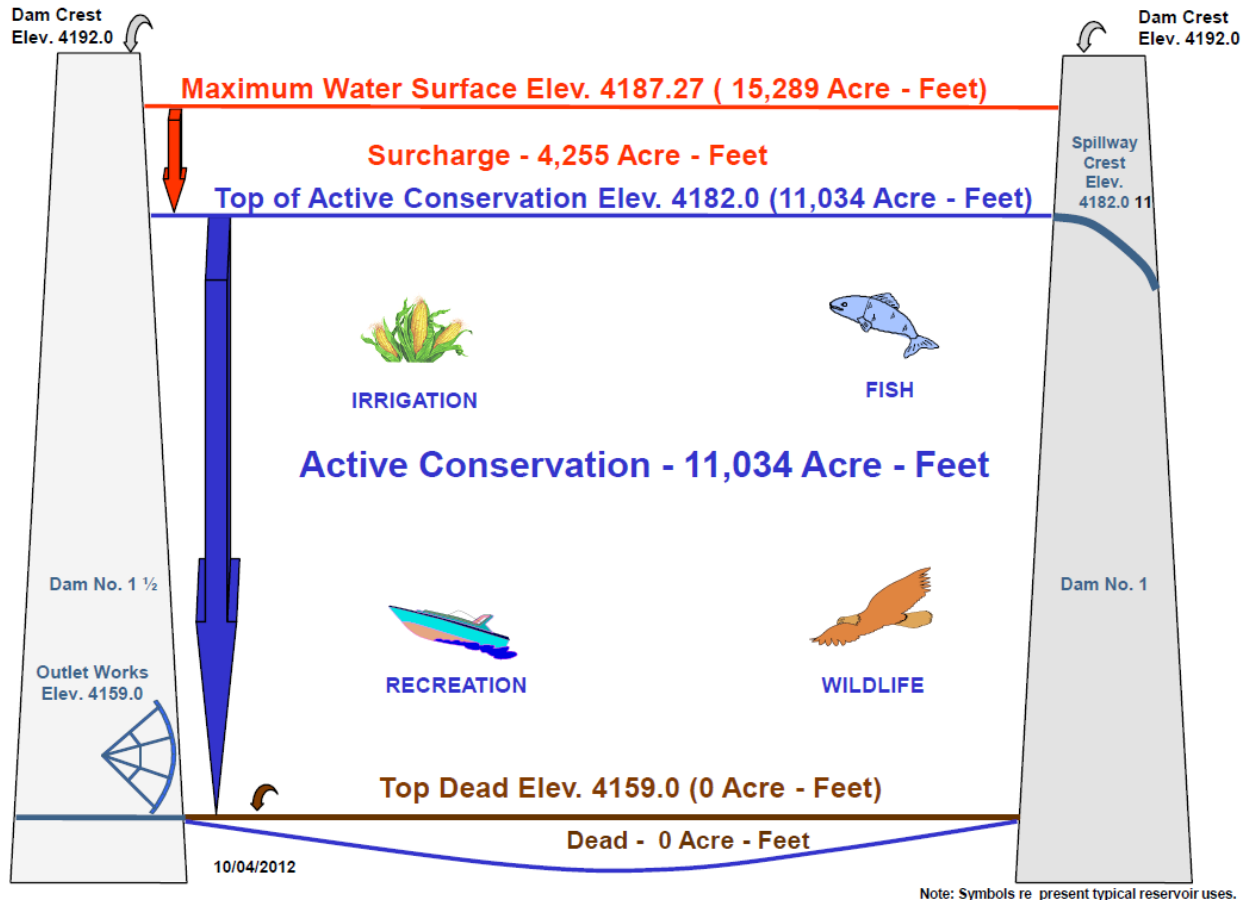 Dam Crest
Elev. 4192.0
Dam Crest
Elev. 4192.0
Maximum Water Surface Elev. 4187.27 ( 15,289 Acre - Feet)
Surcharge - 4,255 Acre - Feet
Spillway
Crest
Elev.
4182.0 11
Top of Active Conservation Elev. 4182.0 (11,034 Acre - Feet)
IRRIGATION
FISH
Active Conservation - 11,034 Acre - Feet
Dam No. 1 ½
Dam No. 1
Outlet Works
Elev. 4159.0
RECREATION
WILDLIFE
Top Dead Elev. 4159.0 (0 Acre - Feet)
Dead - 0 Acre - Feet
10/04/2012
Note: Symbols re present typical reservoir uses.